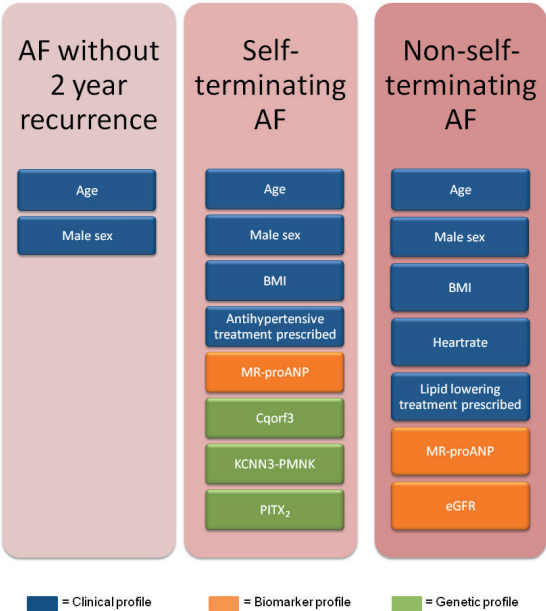 AF without
2 year
recurrence
Age
Male sex
Self-
terminating
AF
Age
Male sex
BMI
Antihypertensive
treatment prescribed
MR-proANP
Cqorf3
KCNN3-PMNK
PITX₂
Non-self-
terminating
AF
Age
Male sex
BMI
Heartrate
Lipid lowering
treatment prescribed
MR-proANP
eGFR
= Clinical profile
= Biomarker profile
= Genetic profile